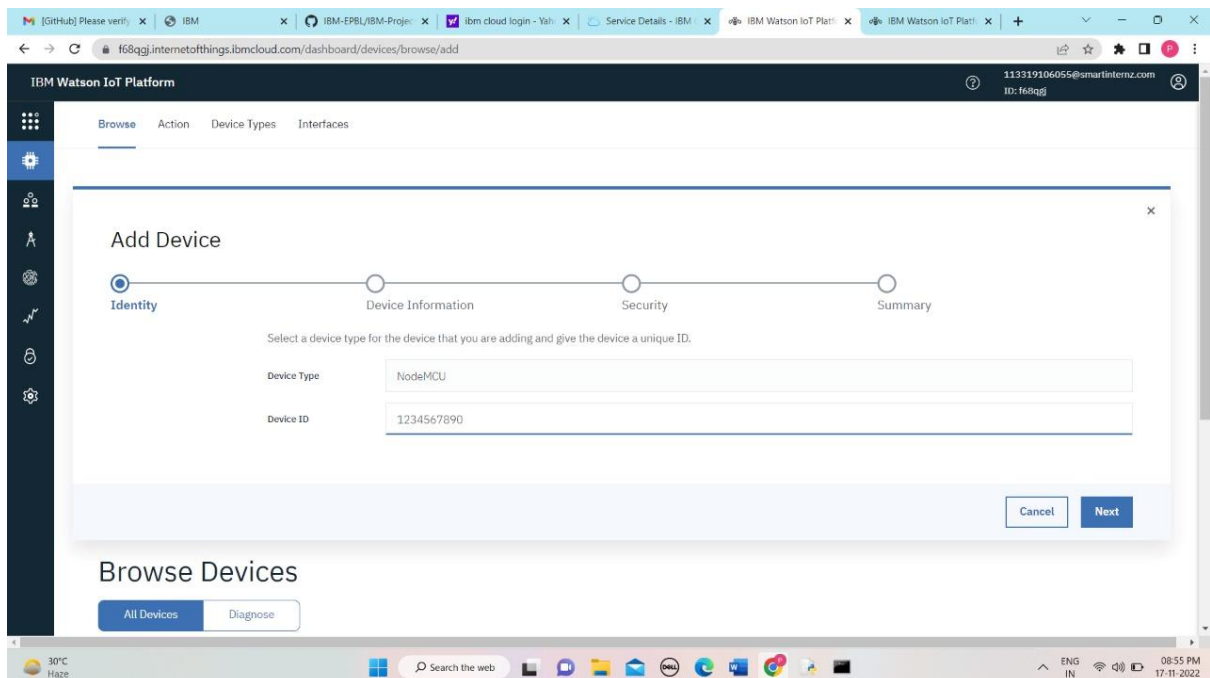 [GitHub] Please verify
IBM
IBM-EPBL/IBM-Projec
ibm cloud login - Yah
Service Details - IBM
IBM Watson IoT Platf
IBM Watson IoT Platf
f68qgj.internetofthings.ibmcloud.com/dashboard/devices/browse/add
P
IBM Watson IoT Platform
113319106055@smartinternz.com
ID: f68qgj
Browse Action Device Types Interfaces
Add Device
Identity Device Information Security Summary
Select a device type for the device that you are adding and give the device a unique ID.
Device Type NodeMCU
Device ID 1234567890
Cancel Next
Browse Devices
All Devices Diagnose
30°C
Haze
Search the web
DELL
ENG
IN
08:55 PM
17-11-2022